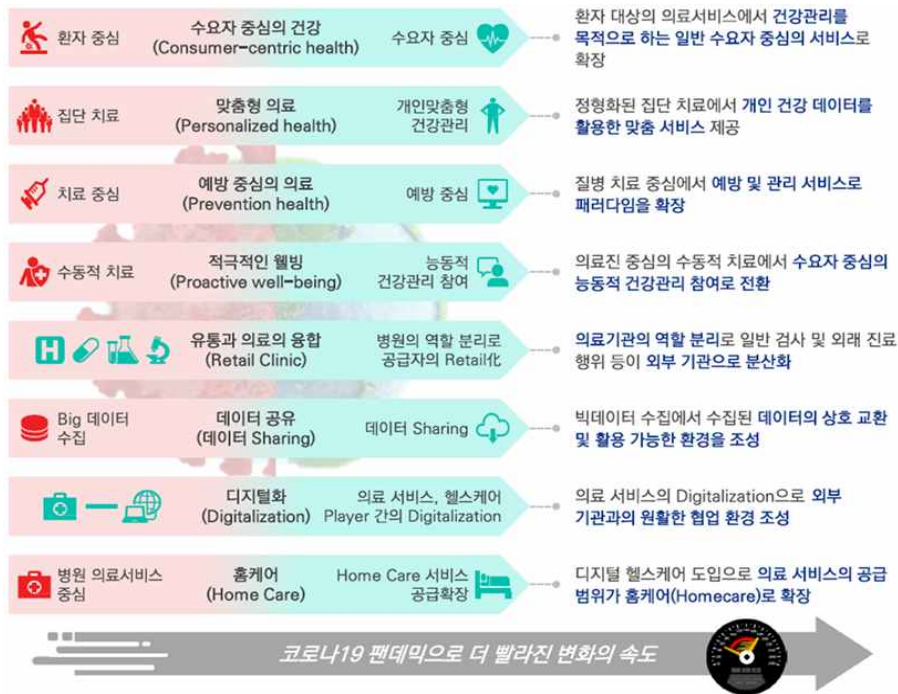 환자 중심
수요자 중심의 건강
(Consumer-centric health)
수요자 중심
환자 대상의 의료서비스에서 건강관리를
목적으로 하는 일반 수요자 중심의 서비스로
확장
집단 치료
맞춤형 의료
(Personalized health)
개인맞춤형
건강관리
정형화된 집단 치료에서 개인 건강 데이터를
활용한 맞춤 서비스 제공
치료 중심
예방 중심의 의료
(Prevention health)
예방 중심
질병 치료 중심에서 예방 및 관리 서비스로
패러다임을 확장
수동적 치료
적극적인 웰빙
(Proactive well-being)
능동적
건강관리 참여
의료진 중심의 수동적 치료에서 수요자 중심의
능동적 건강관리 참여로 전환
H
유통과 의료의 융합
(Retail Clinic)
병원의 역할 분리로
공급자의 Retail化
의료기관의 역할 분리로 일반 검사 및 외래 진료
행위 등이 외부 기관으로 분산화
Big 데이터
수집
데이터 공유
(데이터 Sharing)
데이터 Sharing
빅데이터 수집에서 수집된 데이터의 상호 교환
및 활용 가능한 환경을 조성
디지털화
(Digitalization)
의료 서비스, 헬스케어
Player 간의 Digitalization
의료 서비스의 Digitalization으로 외부
기관과의 원활한 협업 환경 조성
병원 의료서비스
중심
홈케어
(Home Care)
Home Care 서비스
공급확장
디지털 헬스케어 도입으로 의료 서비스의 공급
범위가 홈케어(Homecare)로 확장
코로나19 팬데믹으로 더 빨라진 변화의 속도